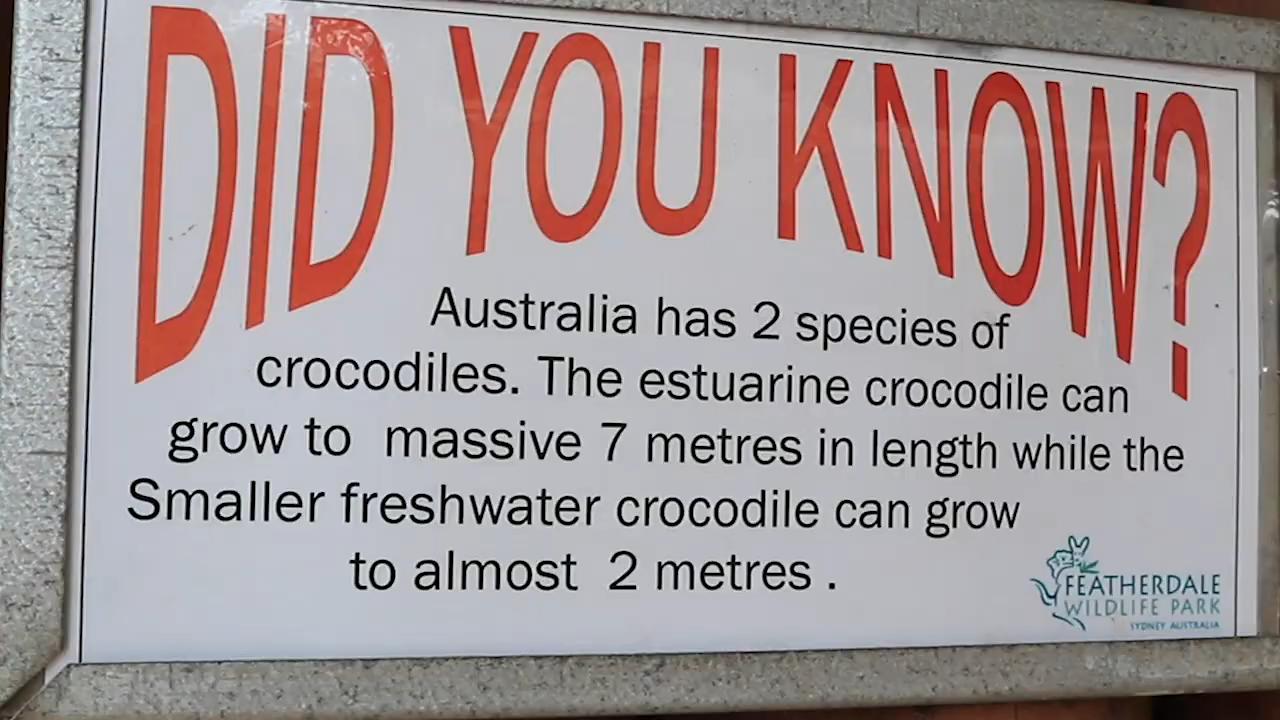 DID YOU KNOW?
Australia has 2 species of
crocodiles. The estuarine crocodile can
grow to massive 7 metres in length while the
Smaller freshwater crocodile can grow
to almost 2 metres .
FEATHERDALE
WILDLIFE PARK
SYDNEY AUSTRALIA